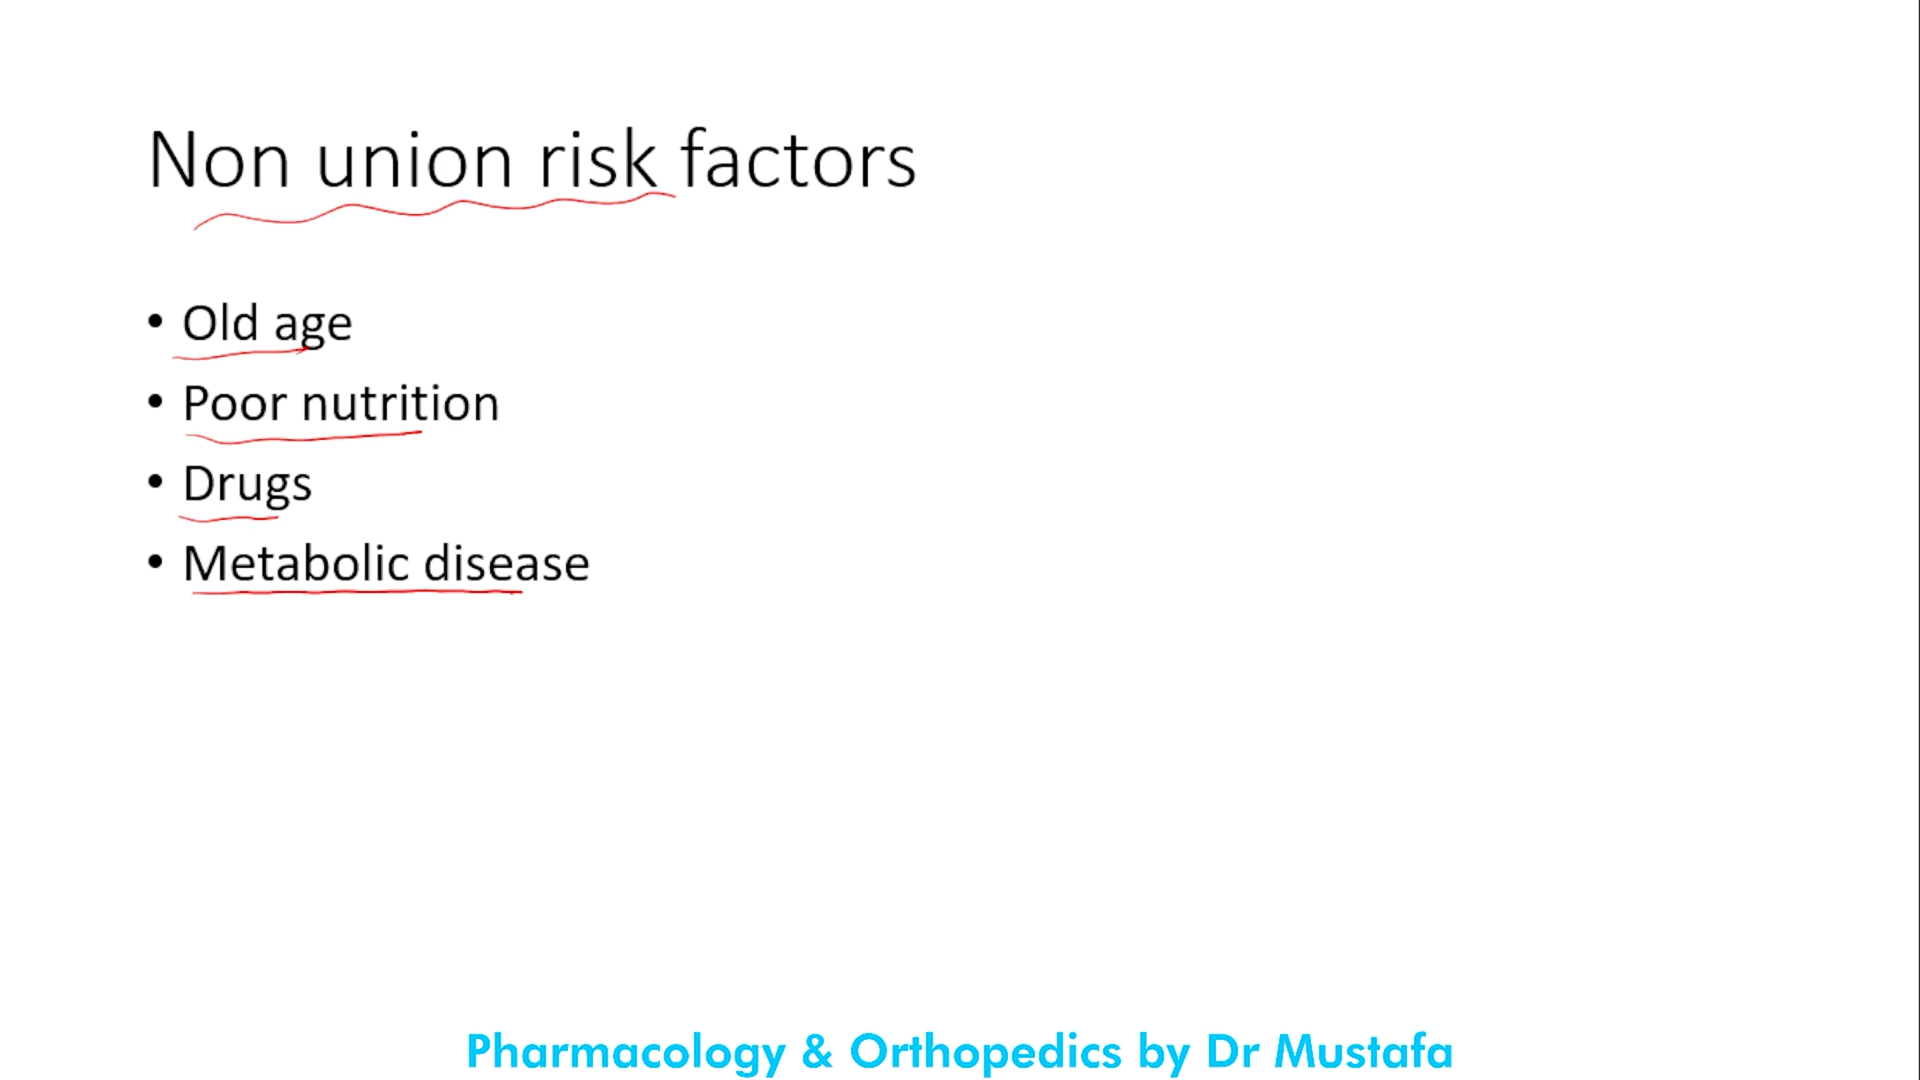 Non union risk factors
• Old age
• Poor nutrition
• Drugs
• Metabolic disease
Pharmacology & Orthopedics by Dr Mustafa